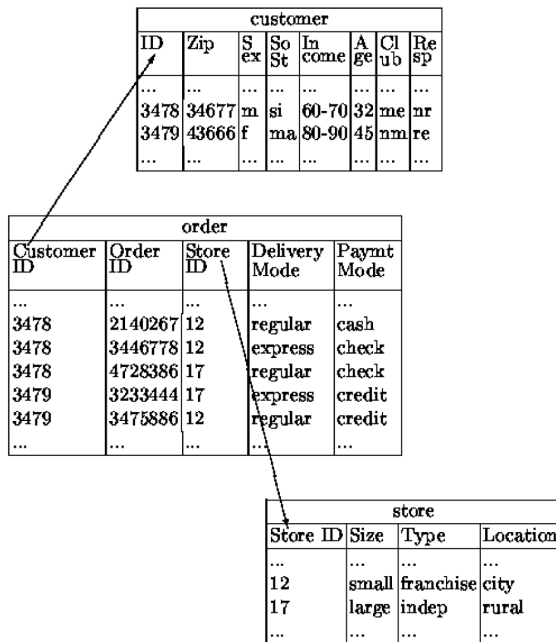 customer
ID Zip S ex So St In come A ge Cl ub Re sp
... ... ... ... ... ... ... ...
3478 34677 m si 60-70 32 me nr
3479 43666 f ma 80-90 45 nm re
... ... ... ... ... ... ... ...
order
Customer ID Order ID Store ID Delivery Mode Paymt Mode
... ... ... ... ...
3478 2140267 12 regular cash
3478 3446778 12 express check
3478 4728386 17 regular check
3479 3233444 17 express credit
3479 3475886 12 regular credit
... ... ... ... ...
store
Store ID Size Type Location
... ... ... ...
12 small franchise city
17 large indep rural
... ... ... ...